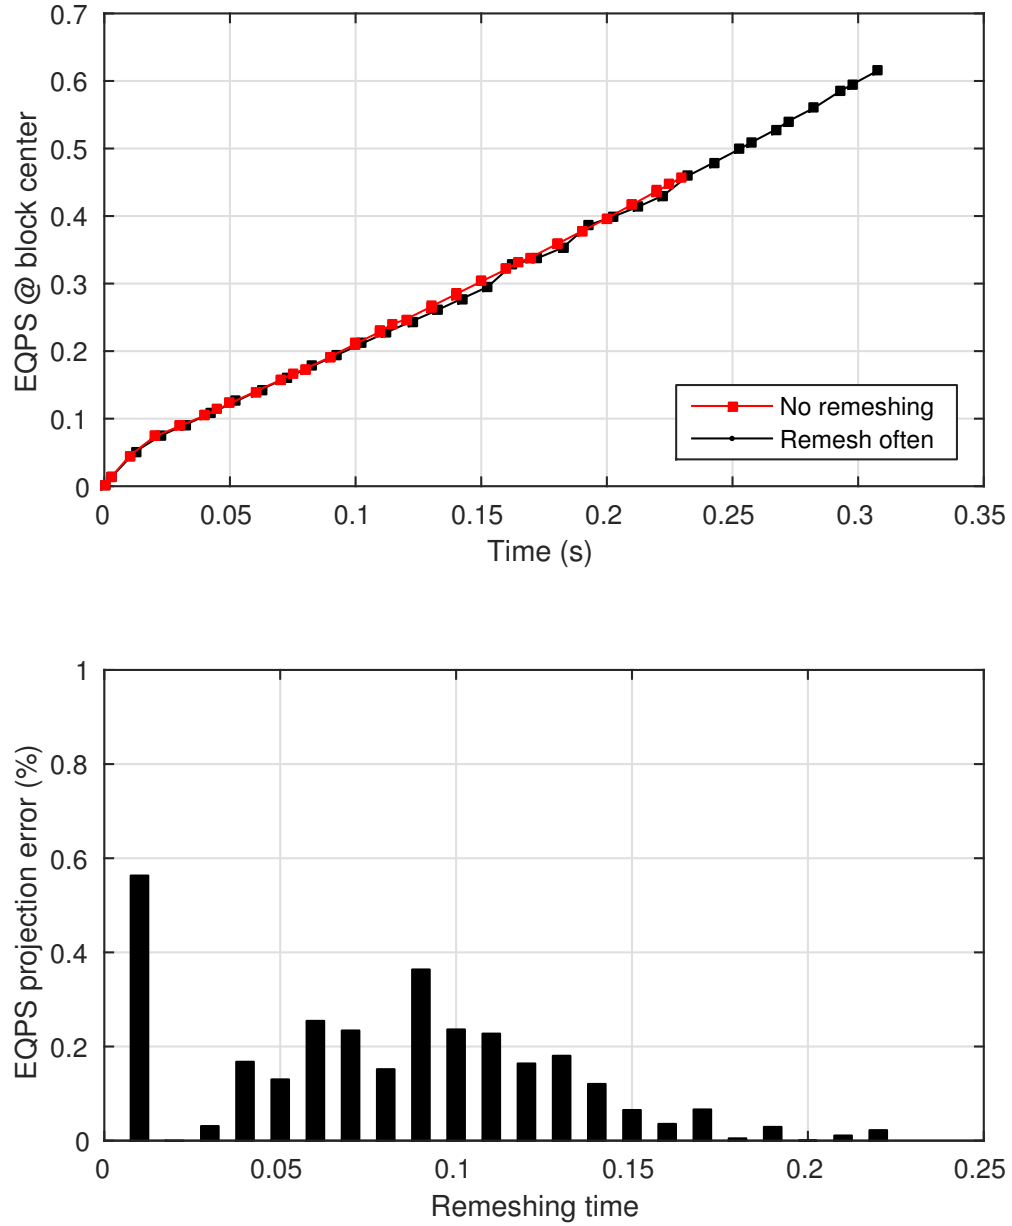 0.7
0.6
0.5
0.4
0.3
0.2
0.1
0
EQPS @ block center
No remeshing
Remesh often
0 0.05 0.1 0.15 0.2 0.25 0.3 0.35
Time (s)
1
0.8
0.6
0.4
0.2
0
EQPS projection error (%)
0 0.05 0.1 0.15 0.2 0.25
Remeshing time